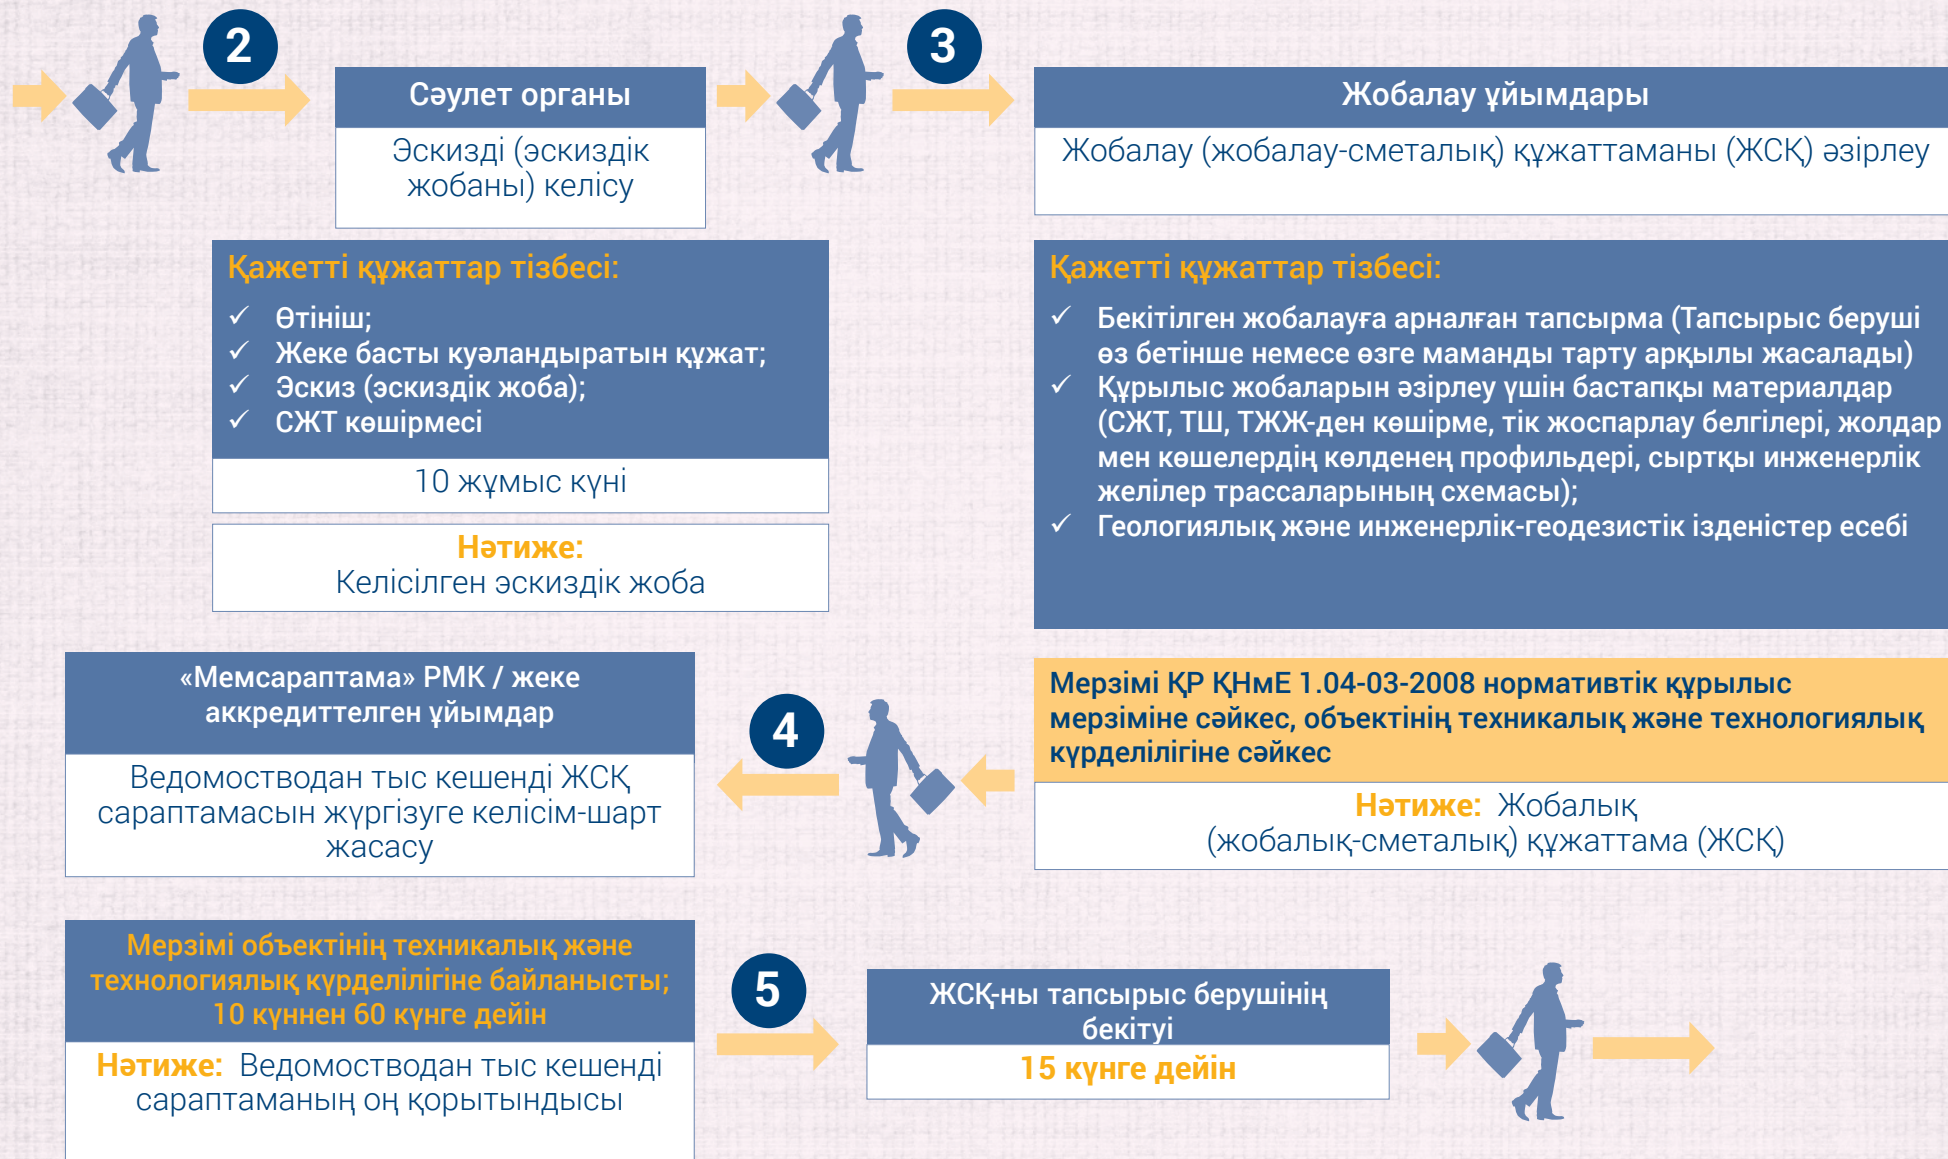 2
Сәулет органы
Эскизді (эскиздік
жобаны) келісу
Қажетті құжаттар тізбесі:
✓ Өтініш;
✓ Жеке басты куәландыратын құжат;
✓ Эскиз (эскиздік жоба);
✓ СЖТ көшірмесі
10 жұмыс күні
Нәтиже:
Келісілген эскиздік жоба
3
Жобалау ұйымдары
Жобалау (жобалау-сметалық) құжаттаманы (ЖСҚ) әзірлеу
Қажетті құжаттар тізбесі:
✓ Бекітілген жобалауға арналған тапсырма (Тапсырыс беруші
өз бетінше немесе өзге маманды тарту арқылы жасалады)
✓ Құрылыс жобаларын әзірлеу үшін бастапқы материалдар
(СЖТ, ТШ, ТЖЖ-ден көшірме, тік жоспарлау белгілері, жолдар
мен көшелердің көлденең профильдері, сыртқы инженерлік
желілер трассаларының схемасы);
✓ Геологиялық және инженерлік-геодезистік ізденістер есебі
Мерзімі ҚР ҚНмЕ 1.04-03-2008 нормативтік құрылыс
мерзіміне сәйкес, объектінің техникалық және технологиялық
күрделілігіне сәйкес
Нәтиже: Жобалық
(жобалық-сметалық) құжаттама (ЖСҚ)
4
«Мемсараптама» РМК / жеке
аккредиттелген ұйымдар
Ведомстводан тыс кешенді ЖСҚ
сараптамасын жүргізуге келісім-шарт
жасасу
Мерзімі объектінің техникалық және
технологиялық күрделілігіне байланысты;
10 күннен 60 күнге дейін
Нәтиже: Ведомстводан тыс кешенді
сараптаманың оң қорытындысы
5
ЖСҚ-ны тапсырыс берушінің
бекітуі
15 күнге дейін